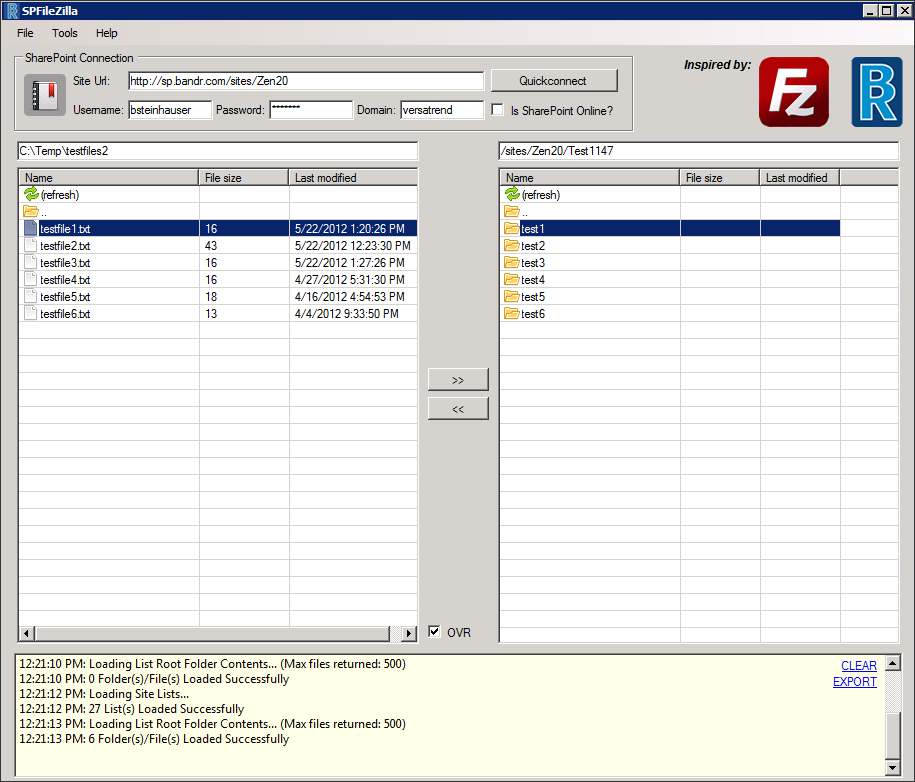 SPFileZilla
File Tools Help
SharePoint Connection
Inspired by:
Fz
R
Site Url: http://sp.bandr.com/sites/Zen20 Quickconnect
Username: bsteinhauser Password: ******* Domain: versatrend Is SharePoint Online?
C:\Temp\testfiles2
Name File size Last modified
(refresh)
..
testfile1.txt 16 5/22/2012 1:20:26 PM
testfile2.txt 43 5/22/2012 12:23:30 PM
testfile3.txt 16 5/22/2012 1:27:26 PM
testfile4.txt 16 4/27/2012 5:31:30 PM
testfile5.txt 18 4/16/2012 4:54:53 PM
testfile6.txt 13 4/4/2012 9:33:50 PM
>>
<<
OVR
/sites/Zen20/Test1147
Name File size Last modified
(refresh)
..
test1
test2
test3
test4
test5
test6
12:21:10 PM: Loading List Root Folder Contents... (Max files returned: 500)
12:21:10 PM: 0 Folder(s)/File(s) Loaded Successfully
12:21:12 PM: Loading Site Lists...
12:21:12 PM: 27 List(s) Loaded Successfully
12:21:13 PM: Loading List Root Folder Contents... (Max files returned: 500)
12:21:13 PM: 6 Folder(s)/File(s) Loaded Successfully
CLEAR
EXPORT